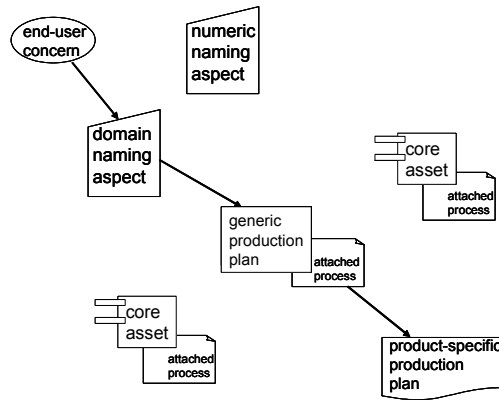 end-user
concern
numeric
naming
aspect
domain
naming
aspect
core
asset
attached
process
generic
production
plan
attached
process
core
asset
attached
process
product-specific
production
plan